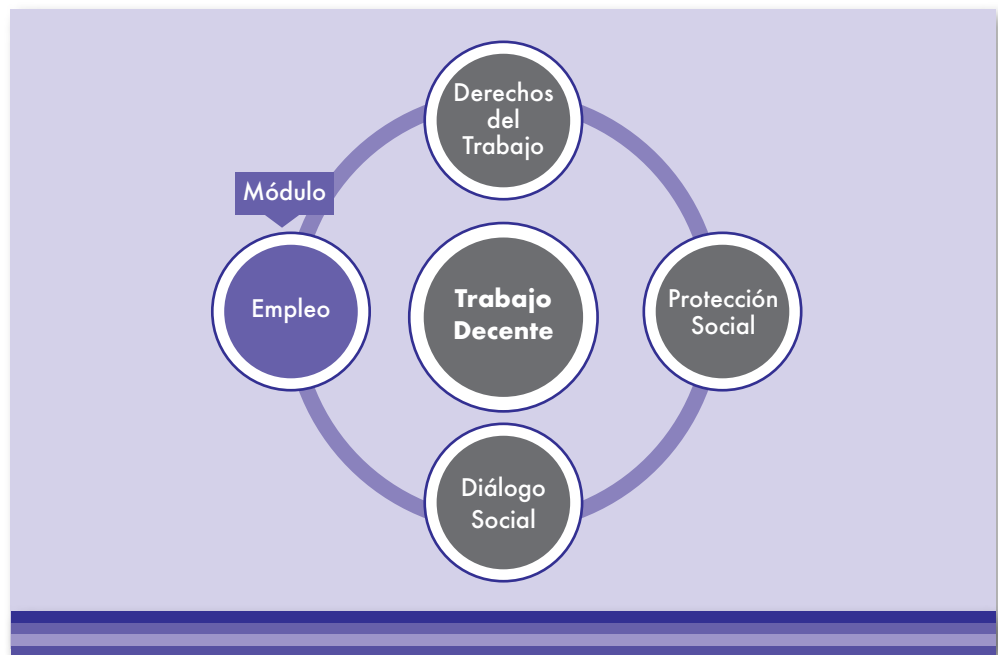 Derechos
del
Trabajo
Módulo
Empleo
Trabajo
Decente
Protección
Social
Diálogo
Social